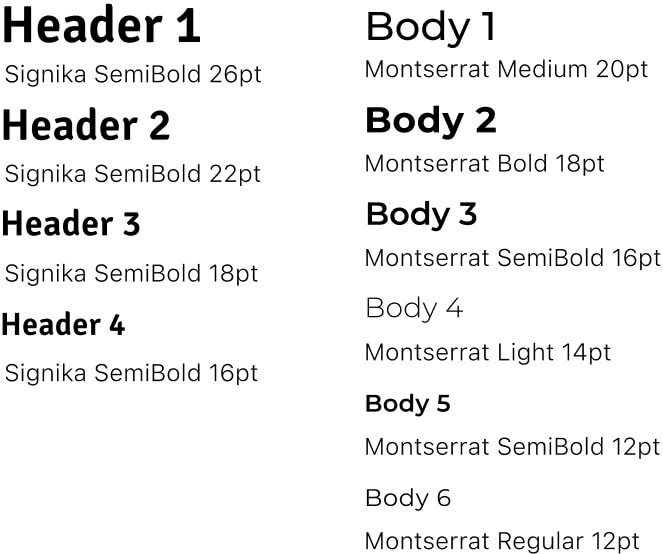 Header 1
Signika SemiBold 26pt
Header 2
Signika SemiBold 22pt
Header 3
Signika SemiBold 18pt
Header 4
Signika SemiBold 16pt
Body 1
Montserrat Medium 20pt
Body 2
Montserrat Bold 18pt
Body 3
Montserrat SemiBold 16pt
Body 4
Montserrat Light 14pt
Body 5
Montserrat SemiBold 12pt
Body 6
Montserrat Regular 12pt